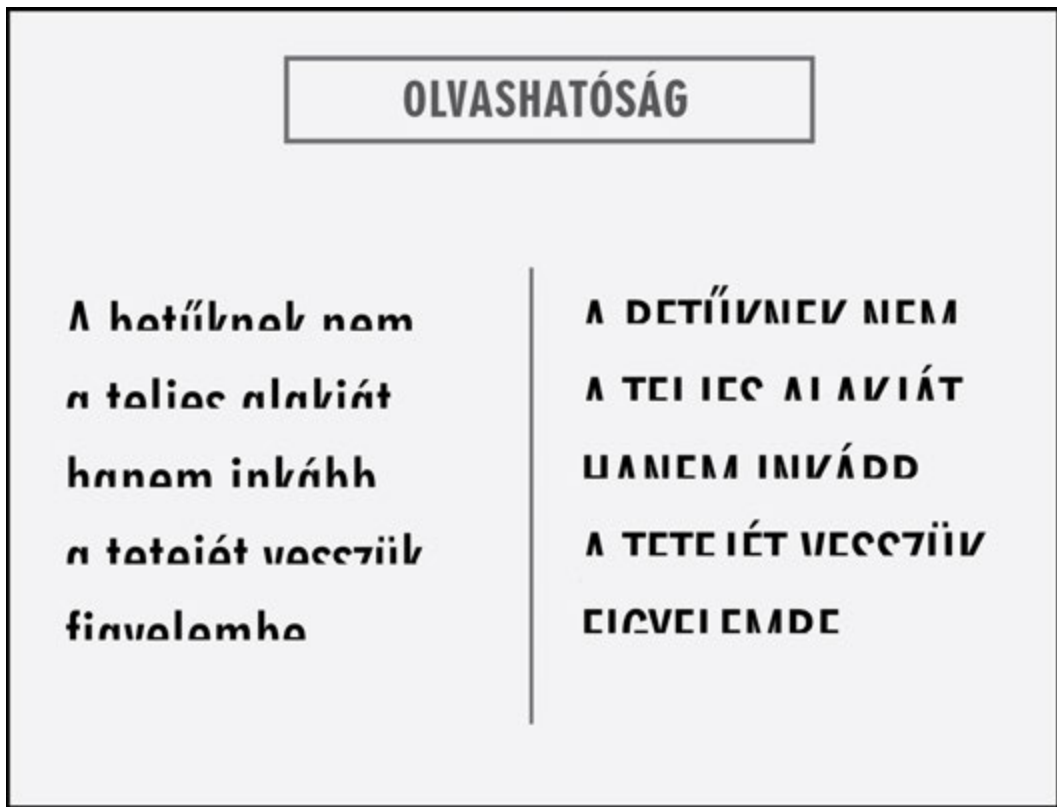 OLVASHATÓSÁG
A betűknek nem
a teljes alakját
hanem inkább
a tetejét vesszük
figyelembe
A BETŰKNEK NEM
A TELJES ALAKJÁT
HANEM INKÁBB
A TETEJÉT VESSZÜK
FIGYELEMBE